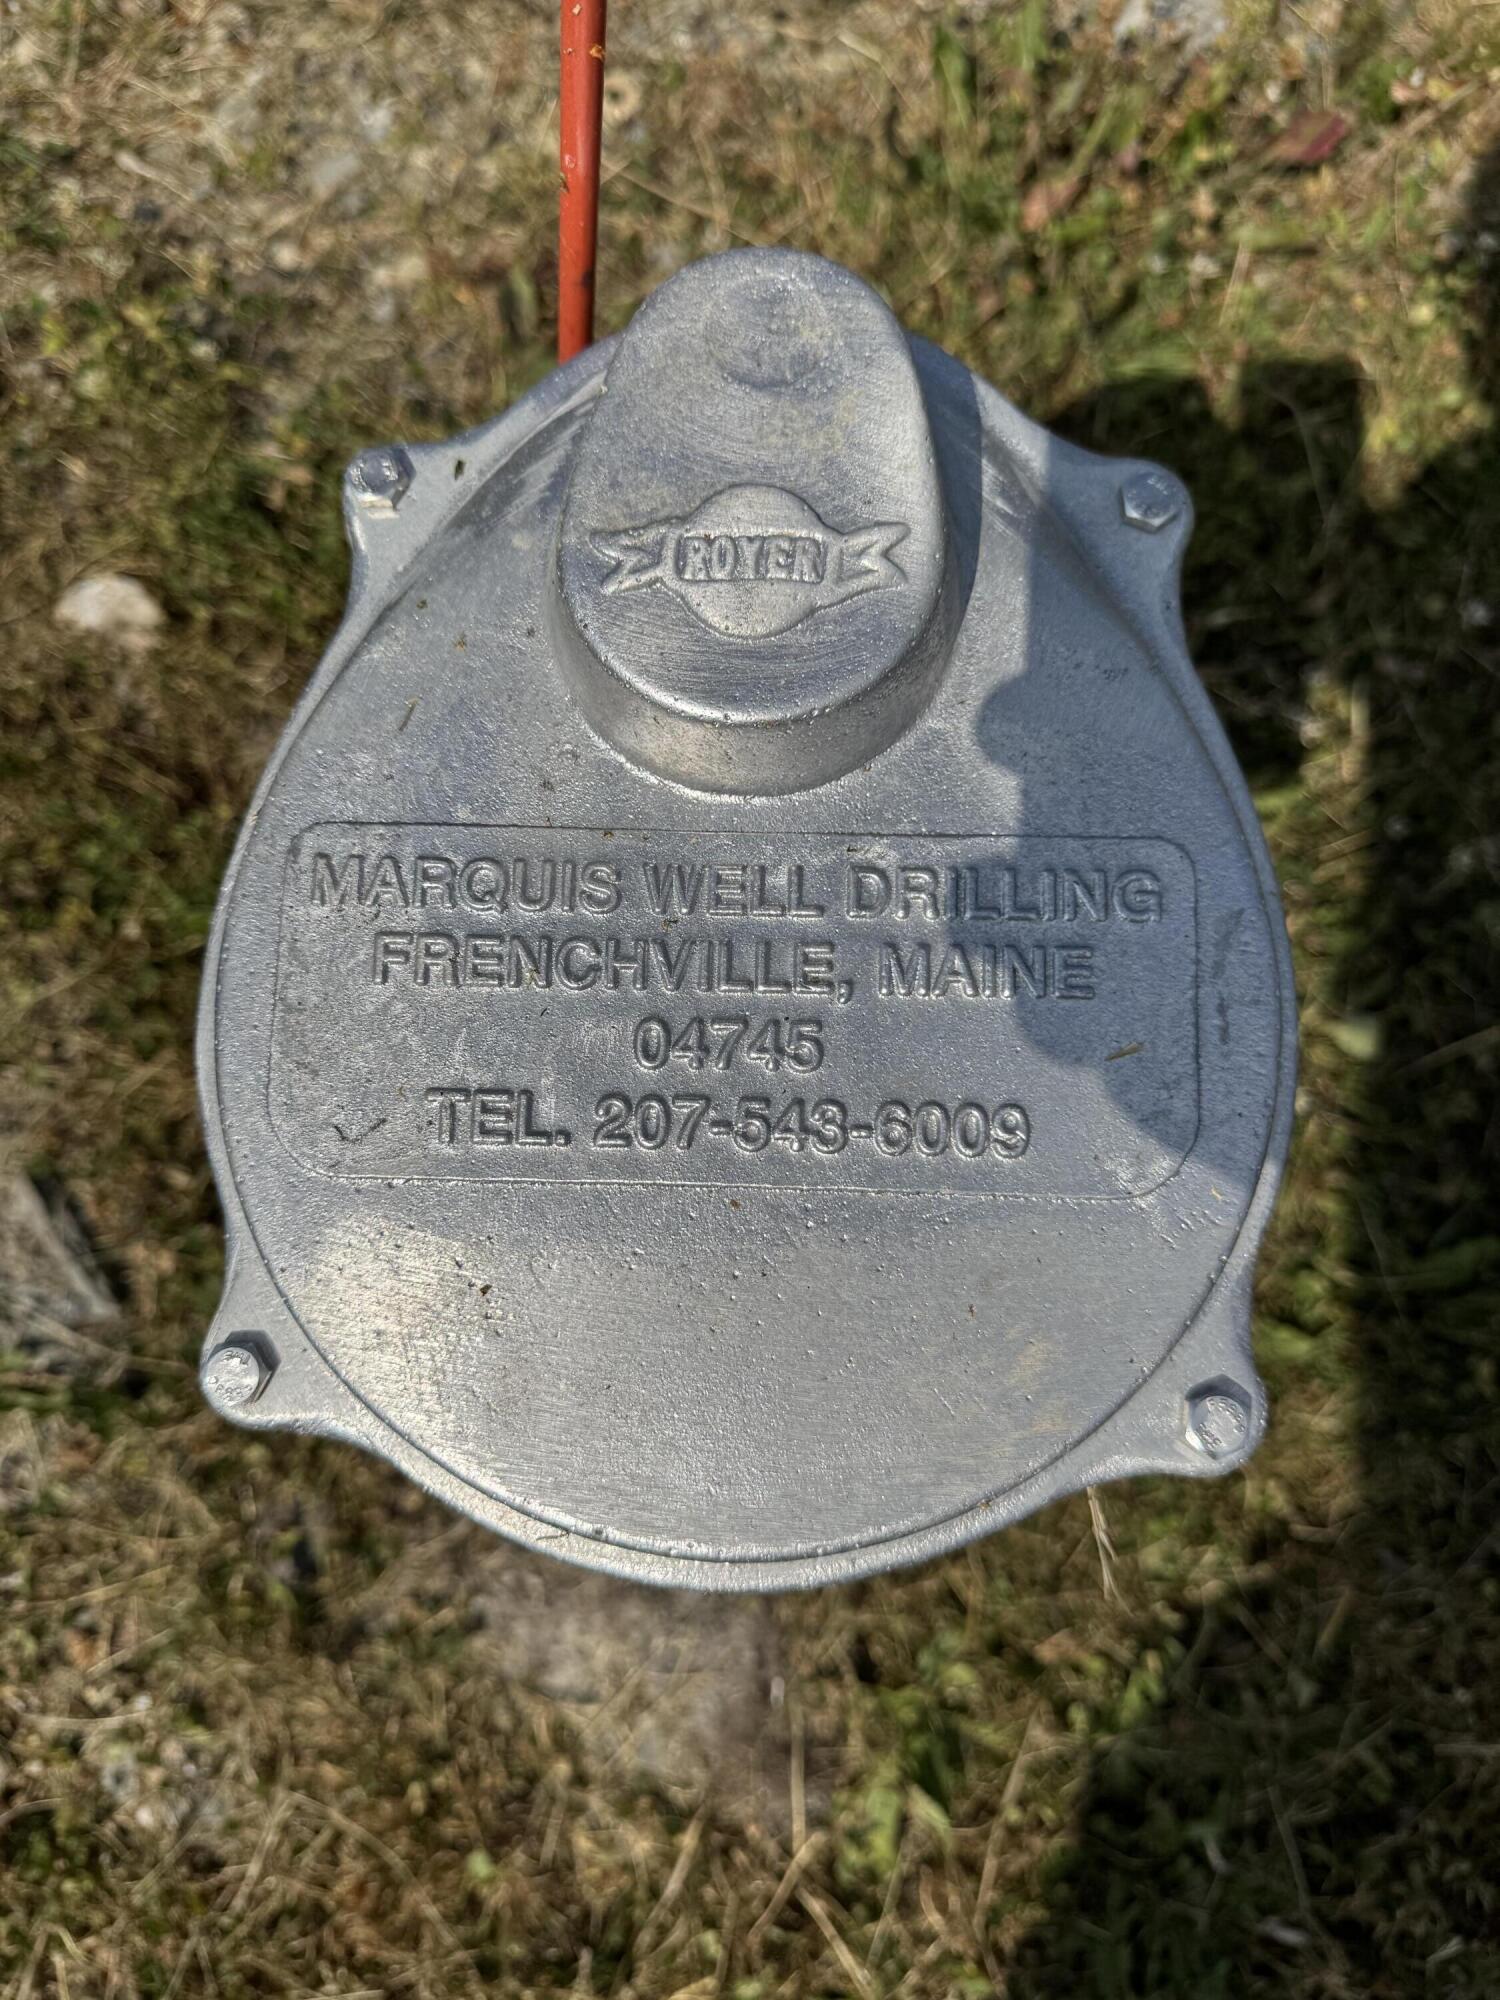 ROYER
MARQUIS WELL DRILLING
FRENCHVILLE, MAINE
04745
TEL. 207-543-6009